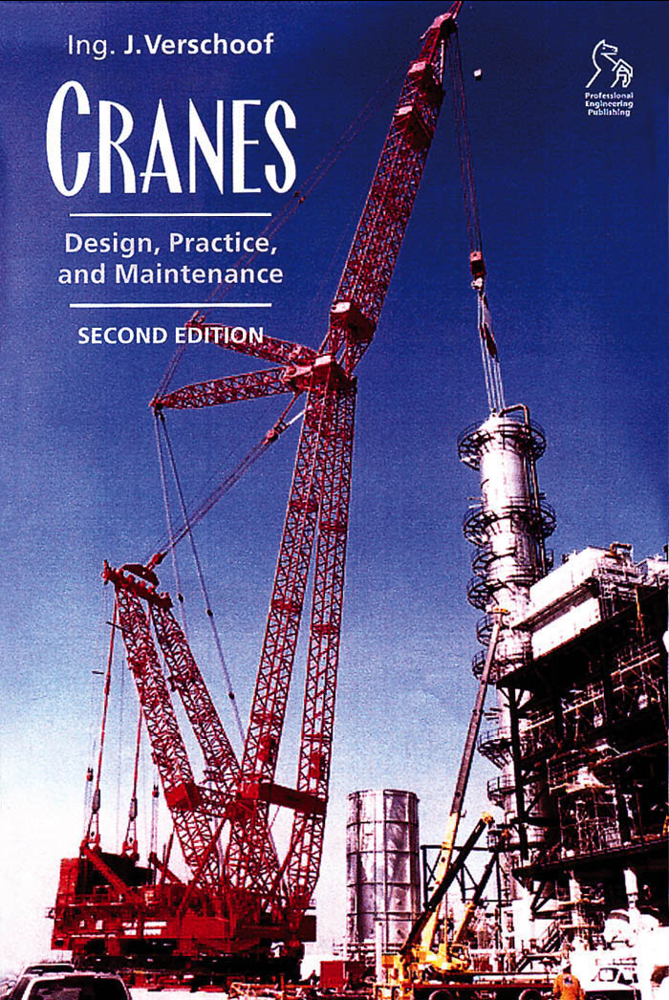 Ing. J.Verschoof
CRANES
Design, Practice,
and Maintenance
SECOND EDITION
Professional
Engineering
Publishing